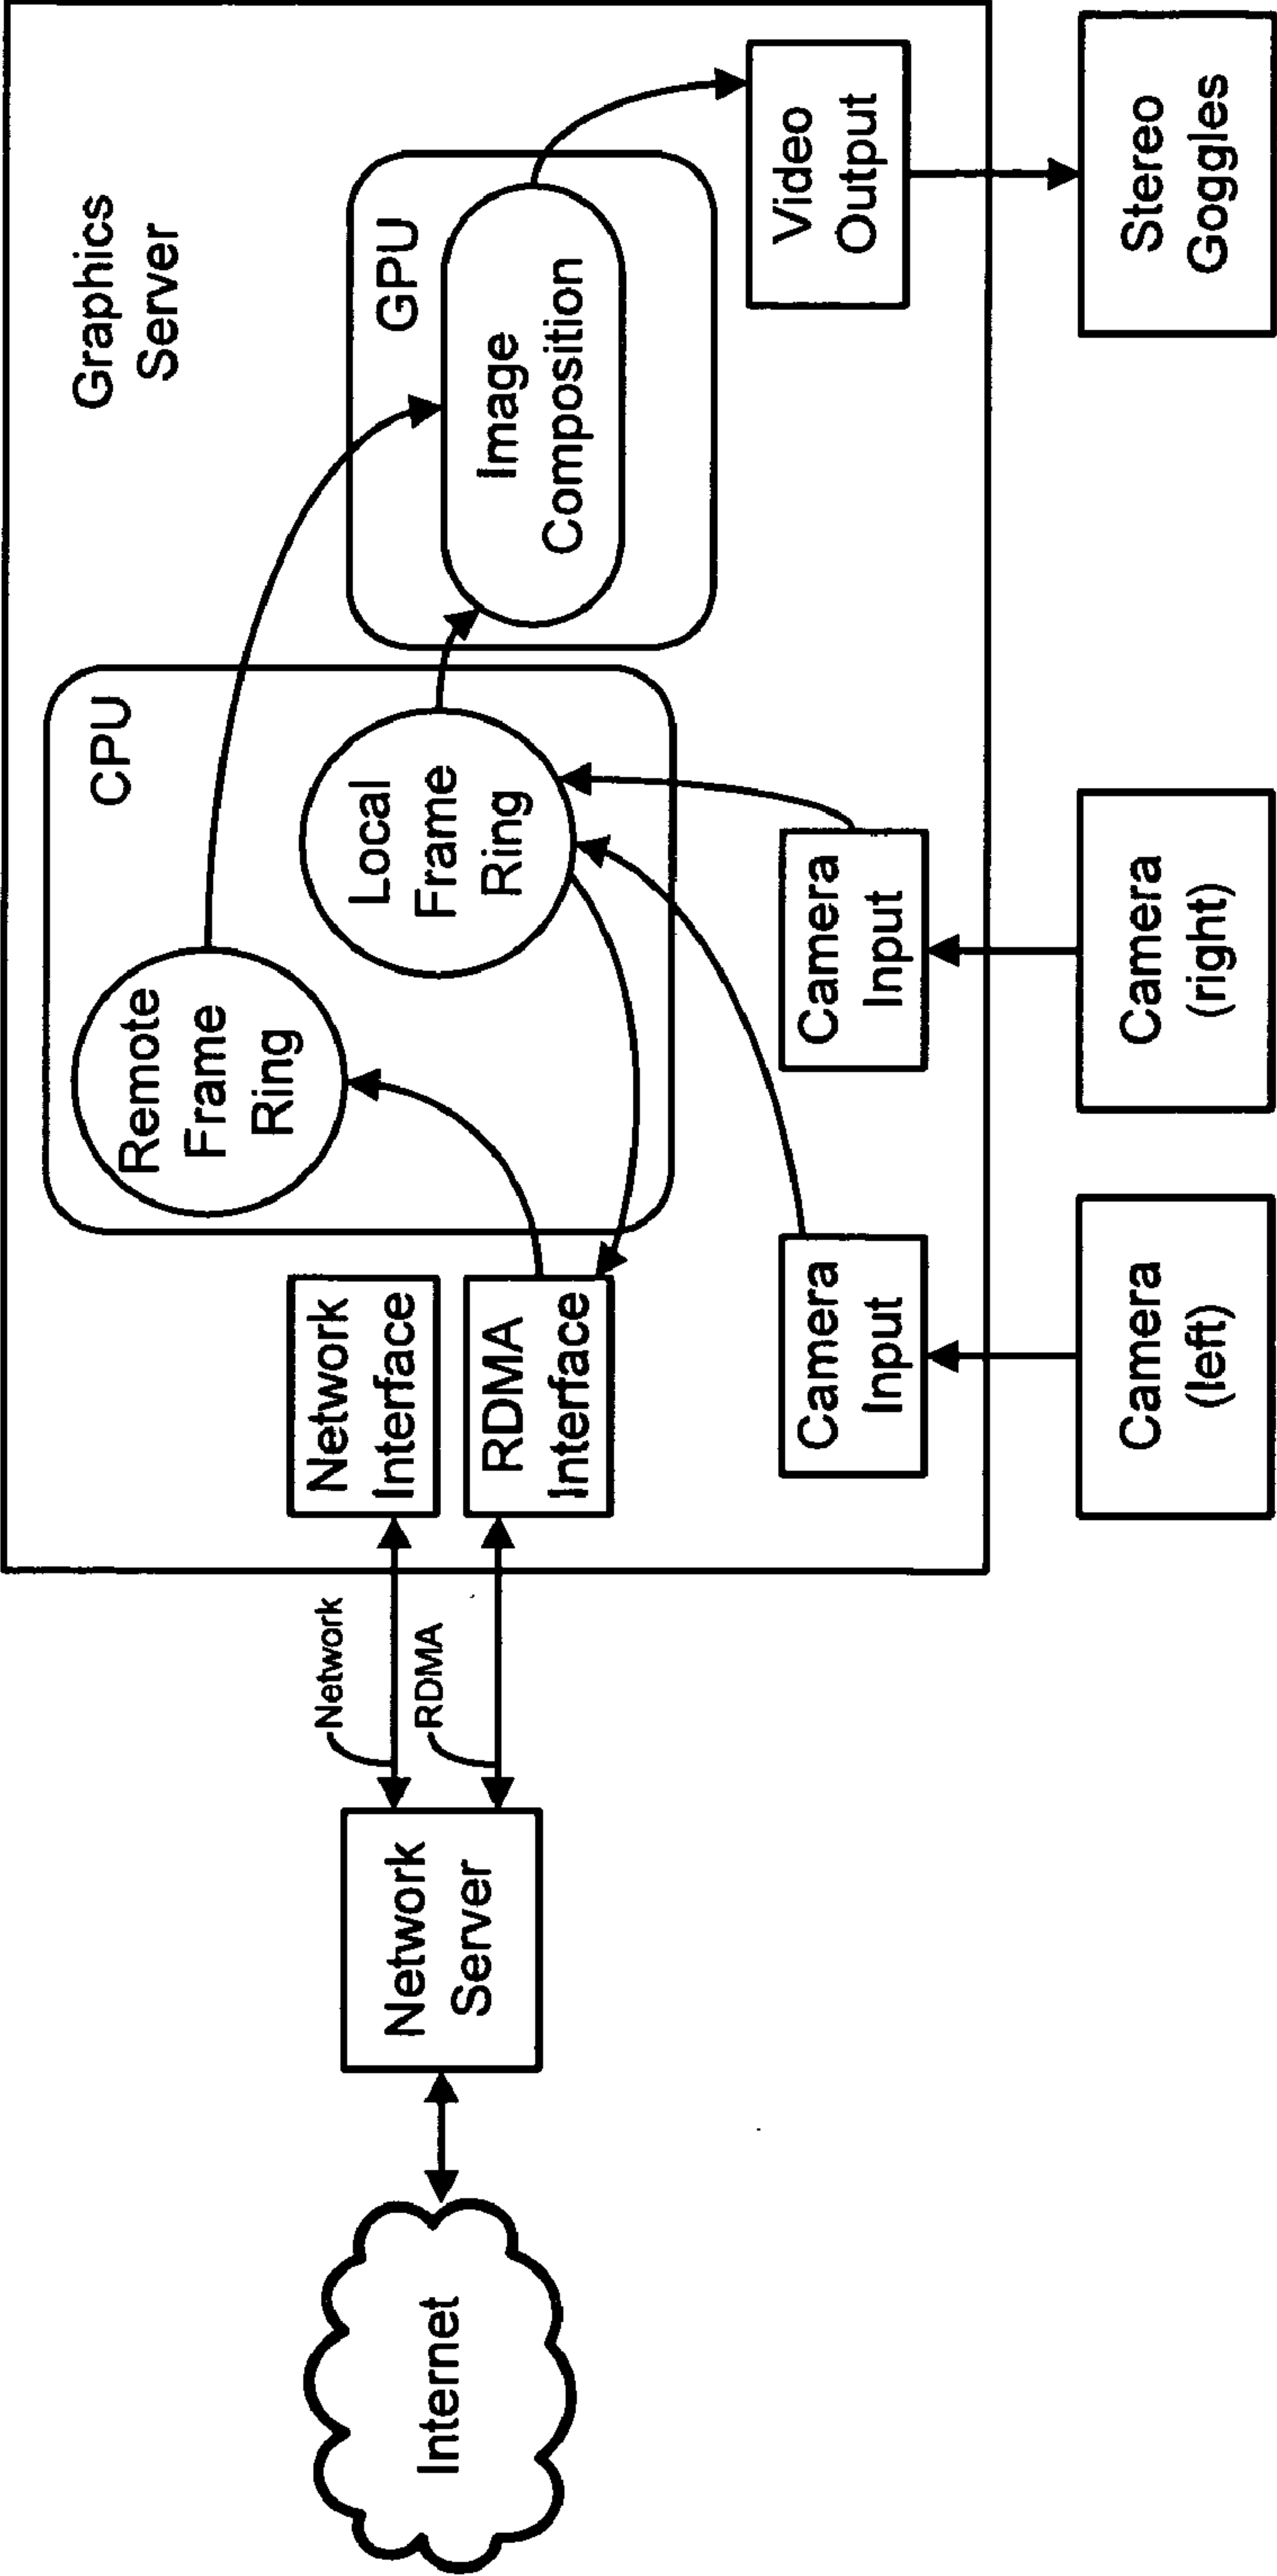 Graphics
Server
CPU
GPU
Remote
Frame
Ring
Local
Frame
Ring
Image
Composition
Network
Interface
RDMA
Interface
Network
RDMA
Network
Server
Internet
Camera
Input
Camera
Input
Video
Output
Camera
(left)
Camera
(right)
Stereo
Goggles